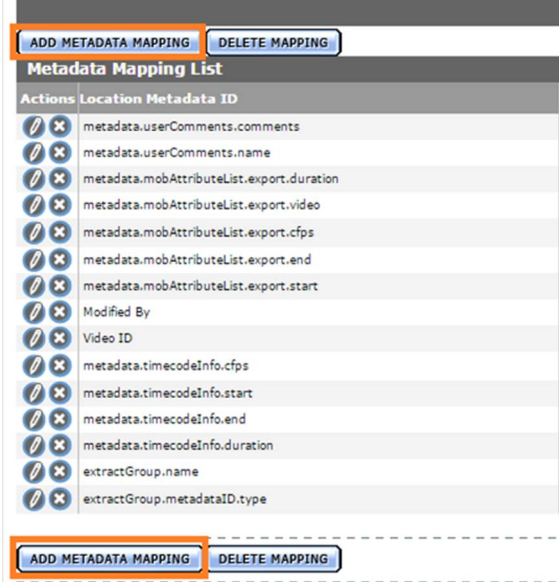 ADD METADATA MAPPING DELETE MAPPING
Metadata Mapping List
Actions Location Metadata ID
metadata.userComments.comments
metadata.userComments.name
metadata.mobAttributeList.export.duration
metadata.mobAttributeList.export.video
metadata.mobAttributeList.export.cfps
metadata.mobAttributeList.export.end
metadata.mobAttributeList.export.start
Modified By
Video ID
metadata.timecodeInfo.cfps
metadata.timecodeInfo.start
metadata.timecodeInfo.end
metadata.timecodeInfo.duration
extractGroup.name
extractGroup.metadataID.type
ADD METADATA MAPPING DELETE MAPPING